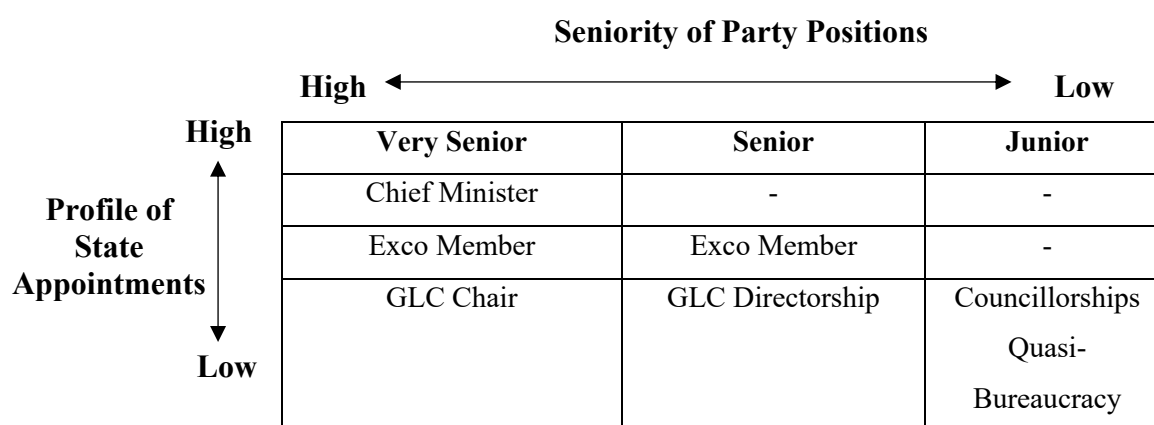 Seniority of Party Positions
High Low
High
Very Senior Senior Junior
Chief Minister - -
Profile of
State
Appointments
Exco Member Exco Member -
GLC Chair GLC Directorship Councillorships
Quasi-
Bureaucracy
Low